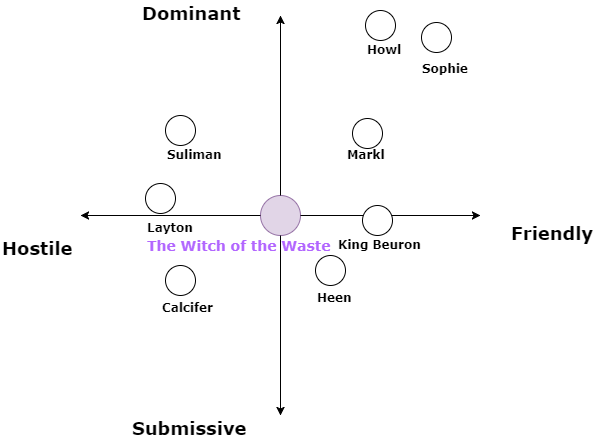 Dominant
Howl
Sophie
Suliman
Markl
Layton
Friendly
The Witch of the Waste
King Beuron
Hostile
Heen
Calcifer
Submissive